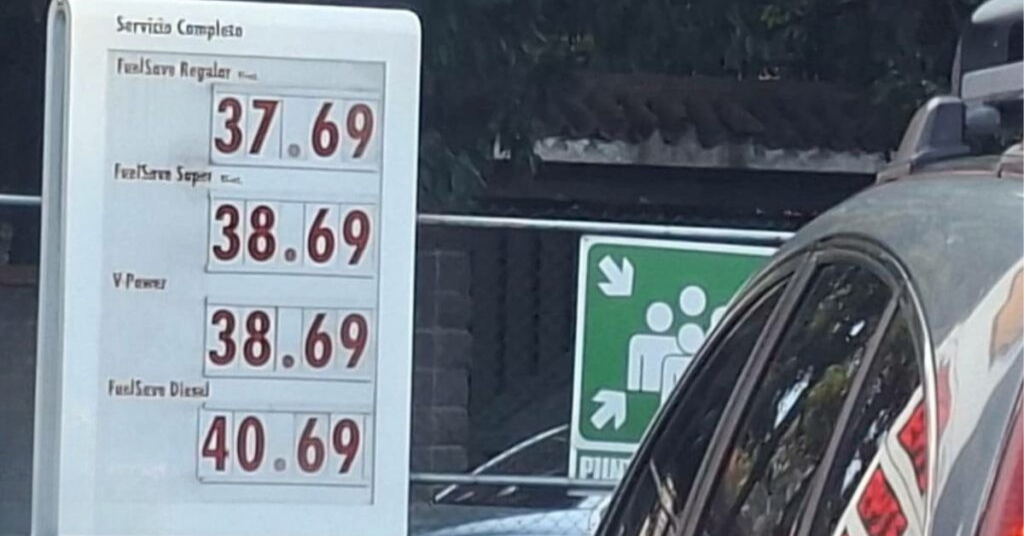 Servicio Completo
FuelSave Regular
37.69
FuelSave Super
38.69
V-Power
38.69
FuelSave Diesel
40.69